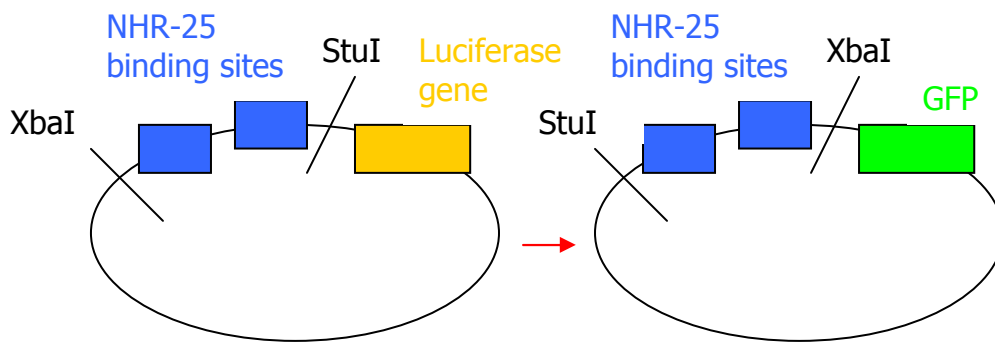 NHR-25
binding sites
StuI
Luciferase
gene
XbaI
NHR-25
binding sites
XbaI
GFP
StuI